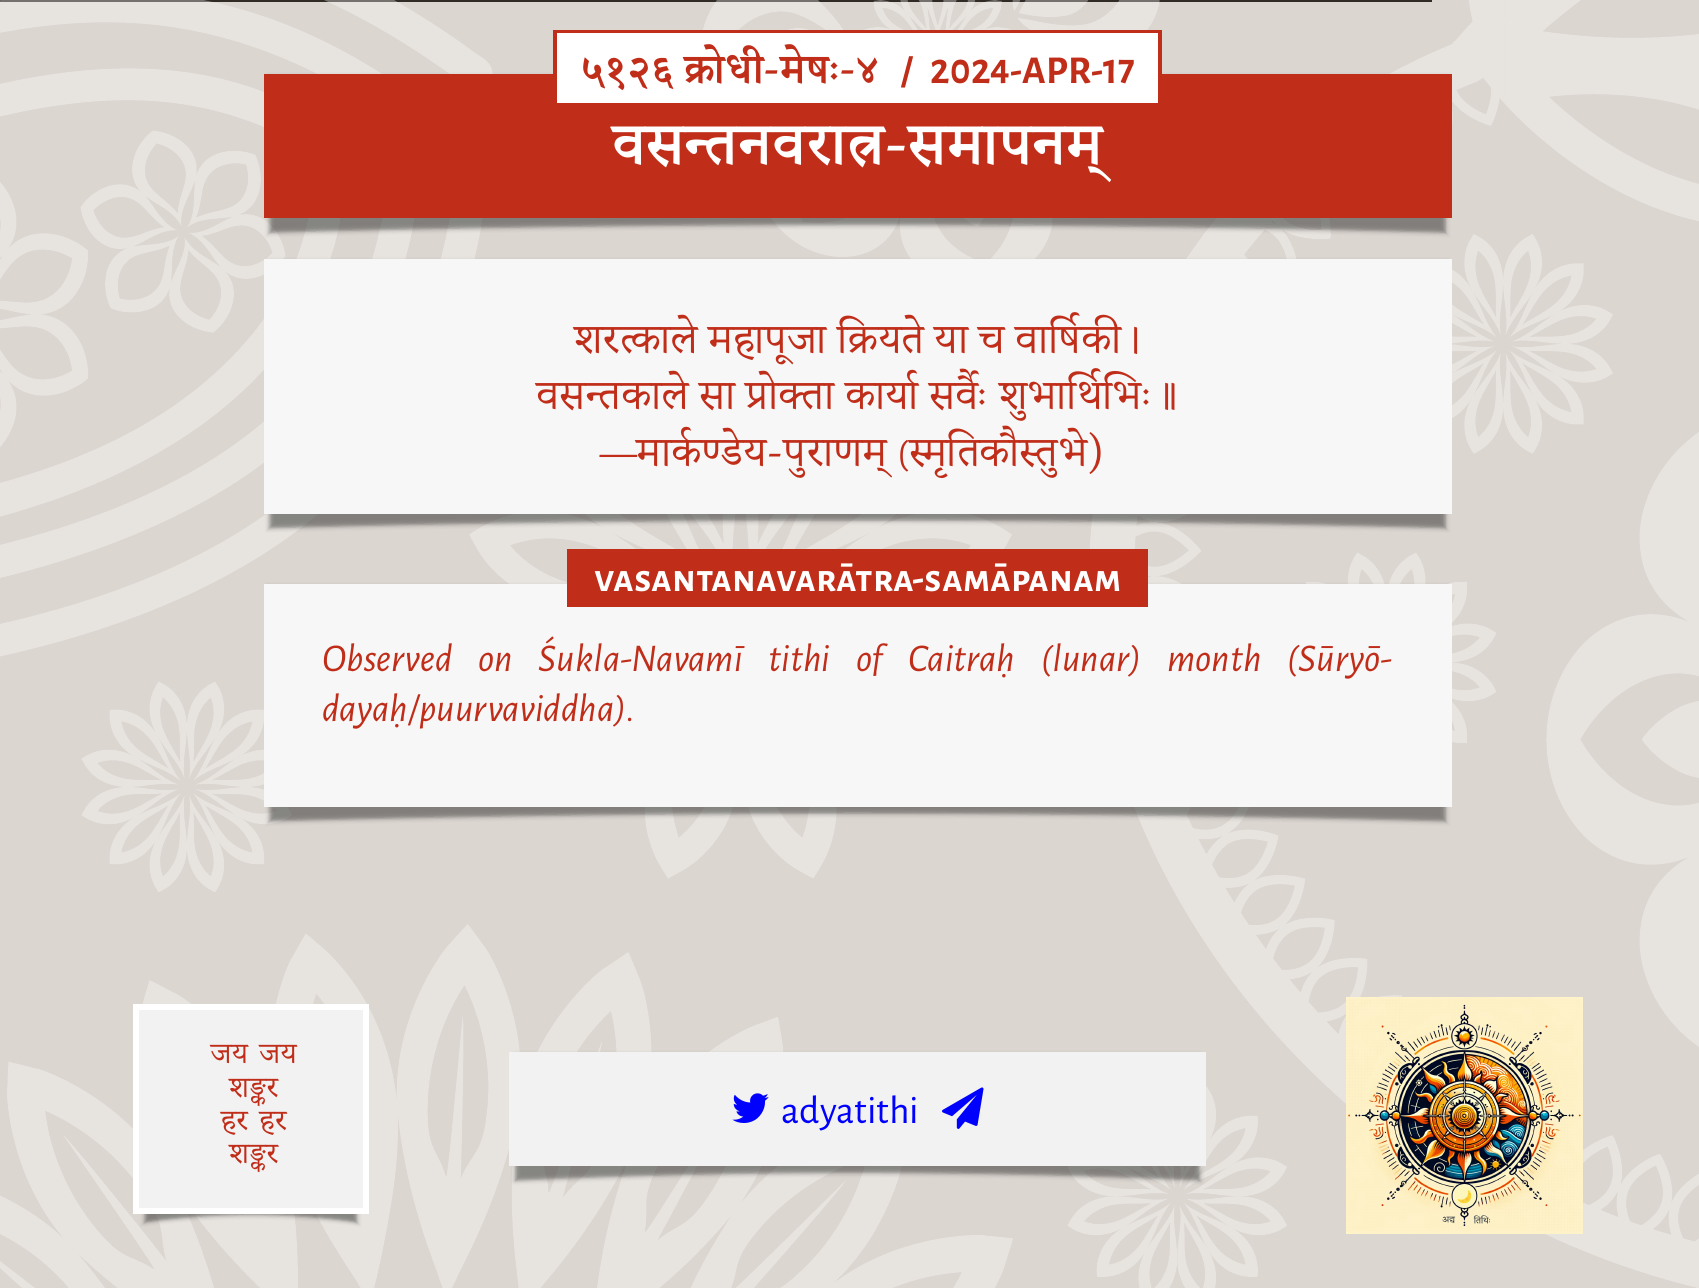 ५१२६ क्रोधी-मेषः-४ / 2024-APR-17
वसन्तनवरात्र-समापनम्
शरत्काले महापूजा क्रियते या च वार्षिकी।
वसन्तकाले सा प्रोक्ता कार्या सर्वैः शुभार्थिभिः॥
—मार्कण्डेय-पुराणम् (स्मृतिकौस्तुभे)
VASANTANAVARĀTRA-SAMĀPANAM
Observed on Śukla-Navamī tithi of Caitraḥ (lunar) month (Sūryō-
dayaḥ/puurvaviddha).
जय जय
शङ्कर
हर हर
शङ्कर
adyatithi
अद्य तिथिः